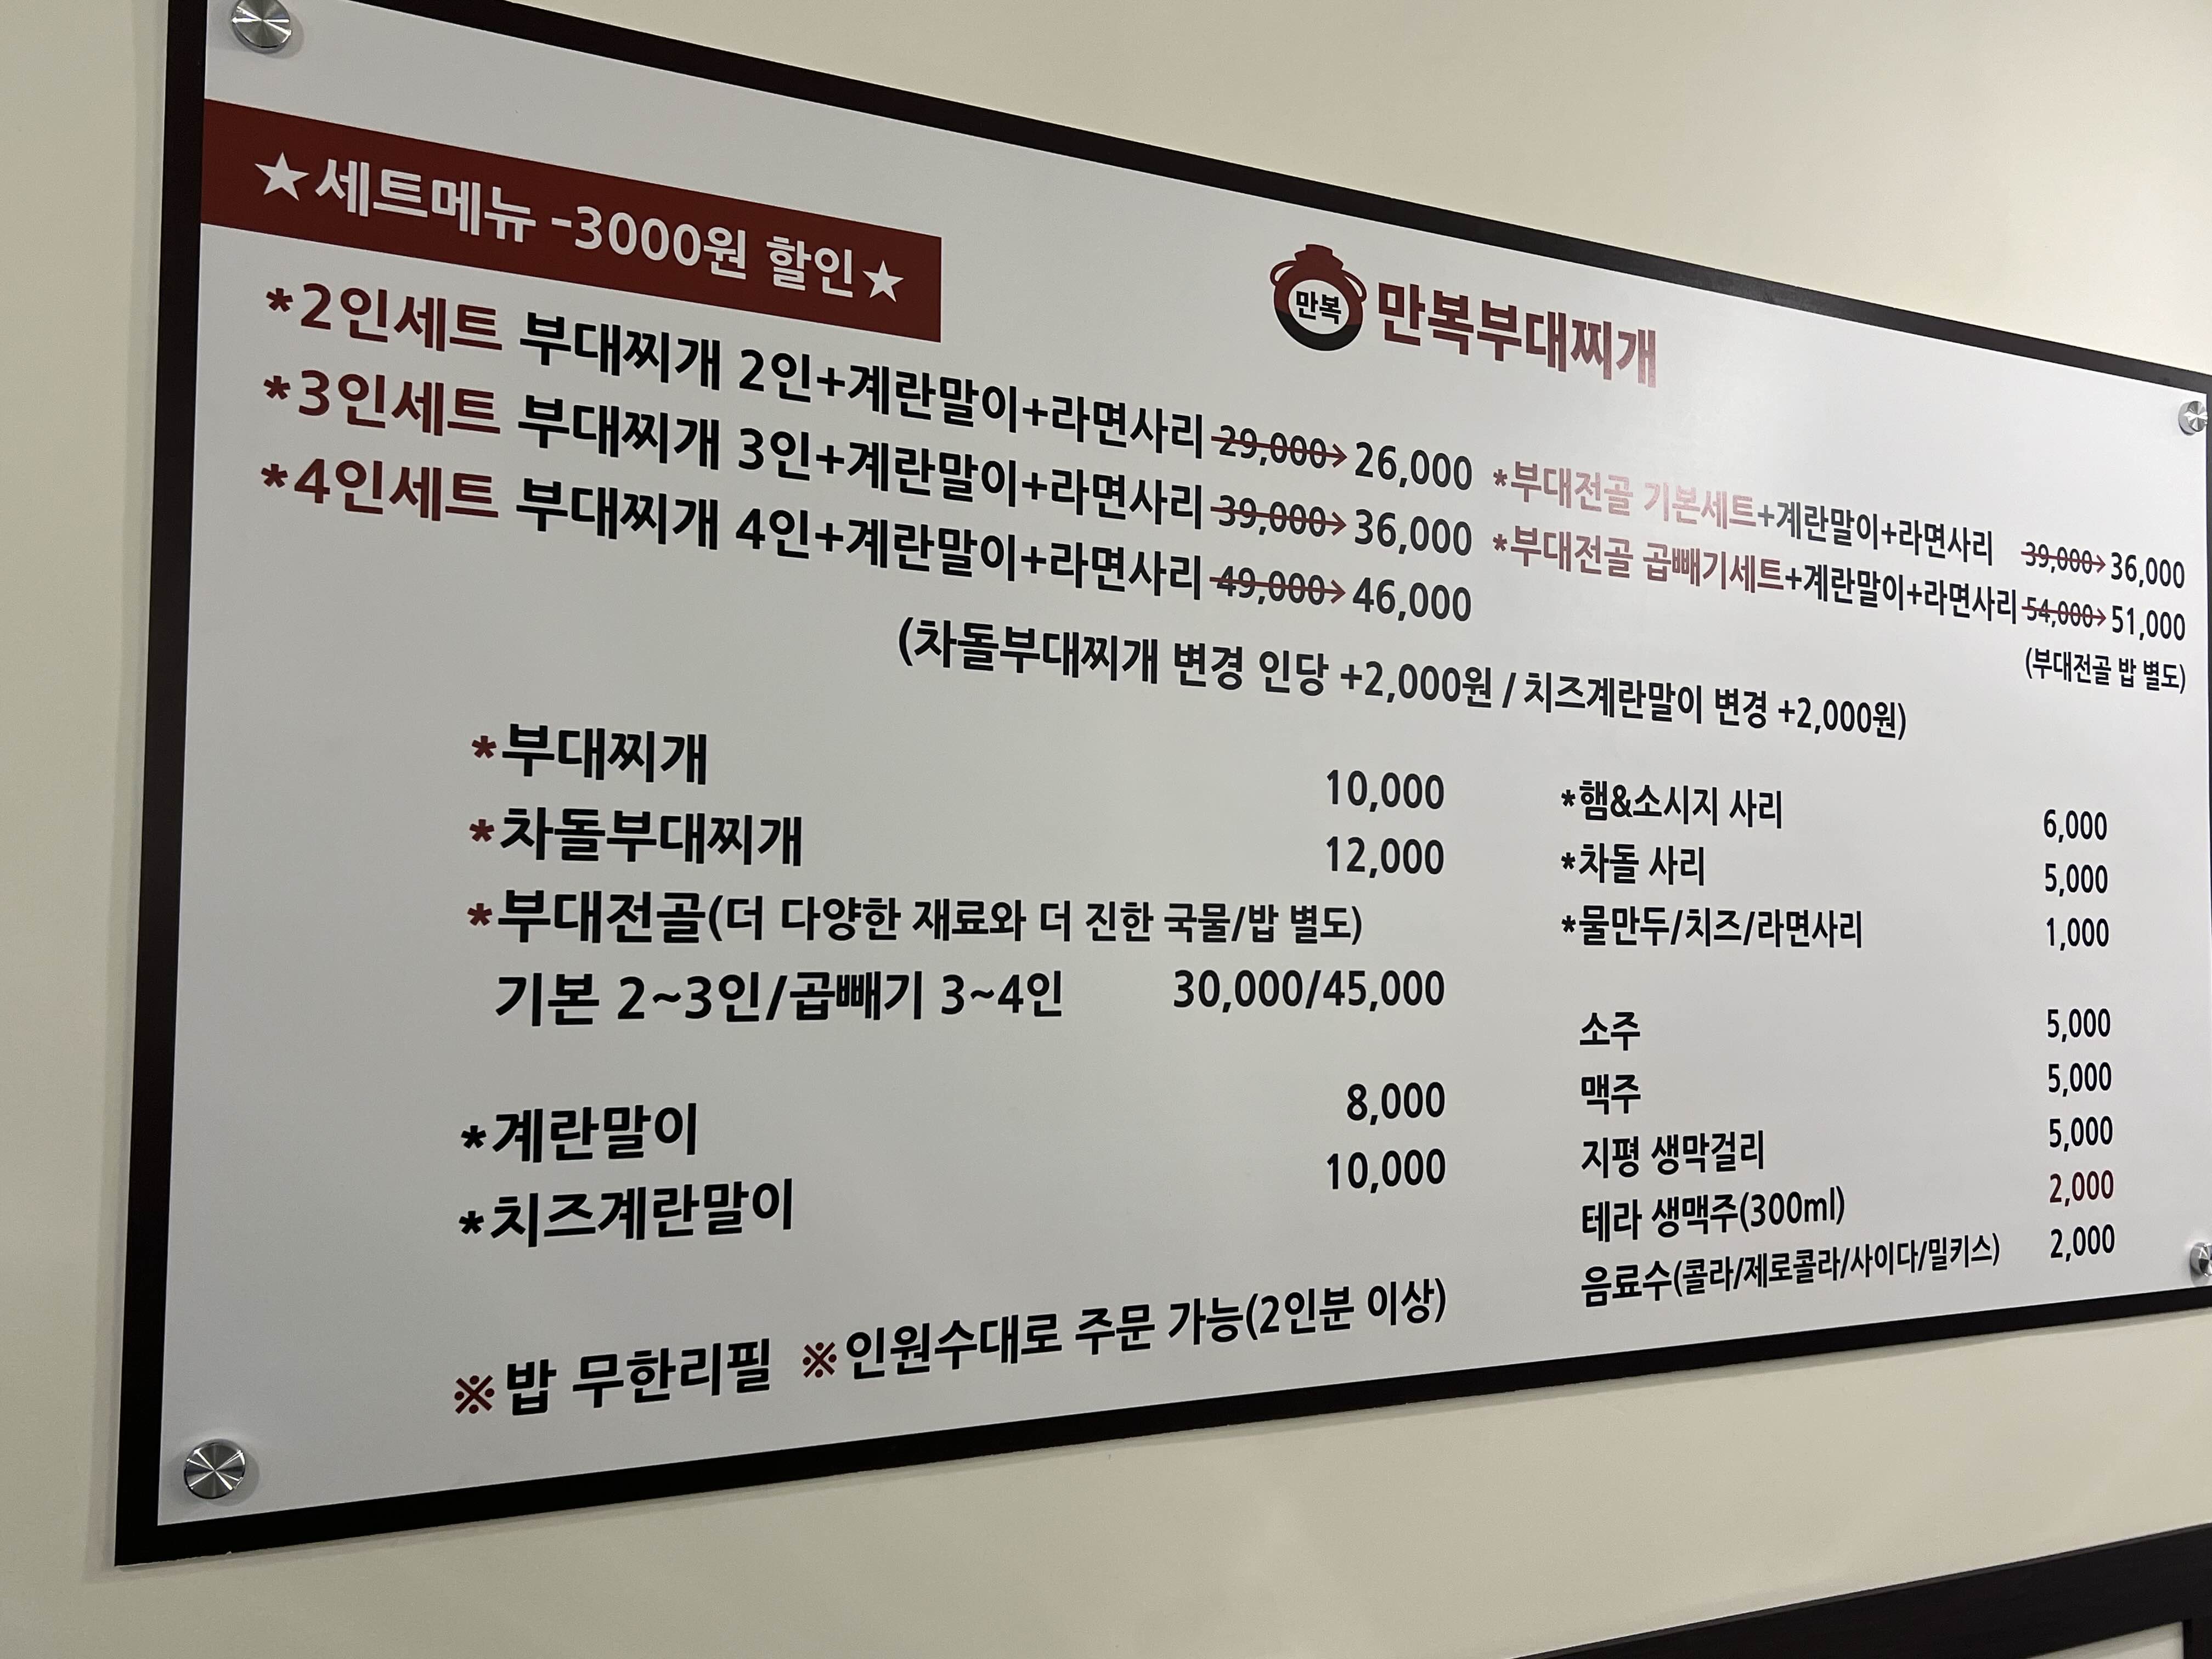 ★세트메뉴 -3000원 할인★
만복
만복부대찌개
*2인세트 부대찌개 2인+계란말이+라면사리 29,000→ 26,000
*3인세트 부대찌개 3인+계란말이+라면사리 39,000→ 36,000
*4인세트 부대찌개 4인+계란말이+라면사리 49,000→ 46,000
*부대전골 기본세트+계란말이+라면사리 39,000→ 36,000
*부대전골 곱빼기세트+계란말이+라면사리 54,000→ 51,000
(부대전골 밥 별도)
(차돌부대찌개 변경 인당 +2,000원 / 치즈계란말이 변경 +2,000원)
*부대찌개 10,000
*차돌부대찌개 12,000
*부대전골(더 다양한 재료와 더 진한 국물/밥 별도)
기본 2~3인/곱빼기 3~4인 30,000/45,000
*계란말이 8,000
*치즈계란말이 10,000
*햄&소시지 사리 6,000
*차돌 사리 5,000
*물만두/치즈/라면사리 1,000
소주 5,000
맥주 5,000
지평 생막걸리 5,000
테라 생맥주(300ml) 2,000
음료수(콜라/제로콜라/사이다/밀키스) 2,000
※밥 무한리필 ※인원수대로 주문 가능(2인분 이상)